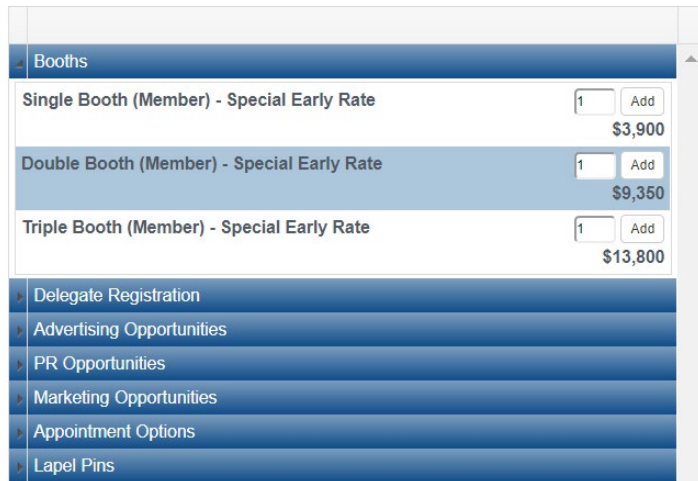 Booths
Single Booth (Member) - Special Early Rate 1 Add
$3,900
Double Booth (Member) - Special Early Rate 1 Add
$9,350
Triple Booth (Member) - Special Early Rate 1 Add
$13,800
Delegate Registration
Advertising Opportunities
PR Opportunities
Marketing Opportunities
Appointment Options
Lapel Pins